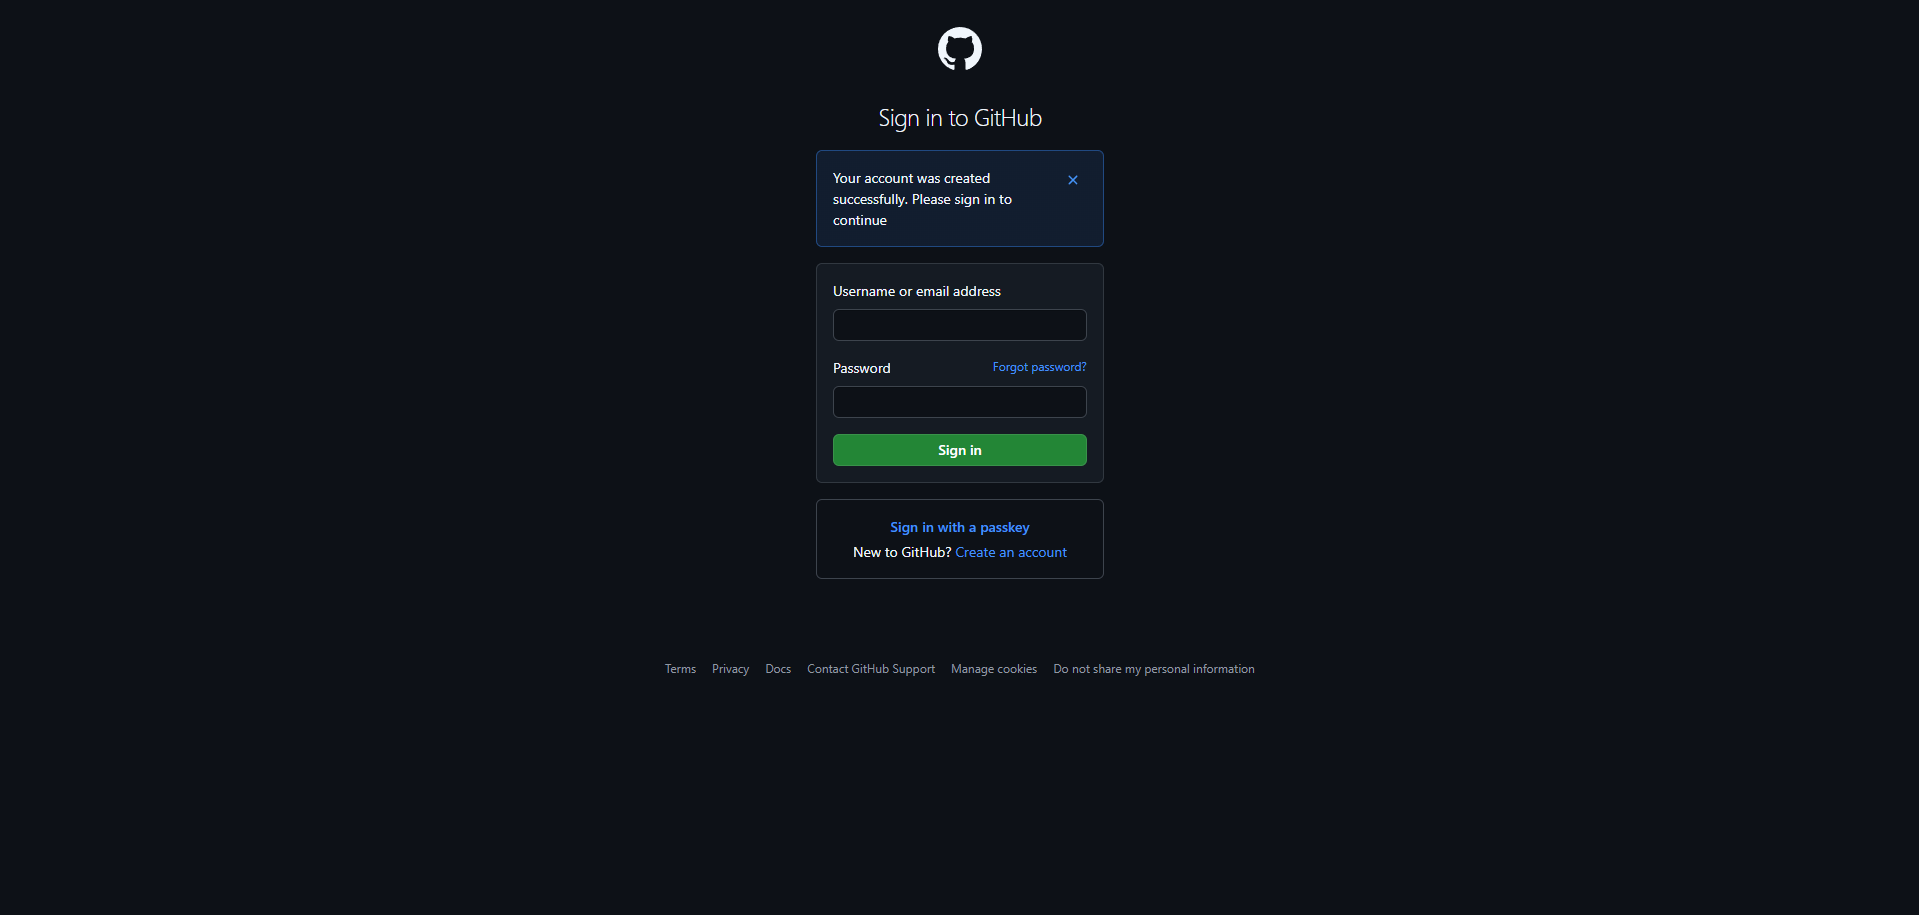 Sign in to GitHub
Your account was created
successfully. Please sign in to
continue
Username or email address
Password Forgot password?
Sign in
Sign in with a passkey
New to GitHub? Create an account
Terms Privacy Docs Contact GitHub Support Manage cookies Do not share my personal information